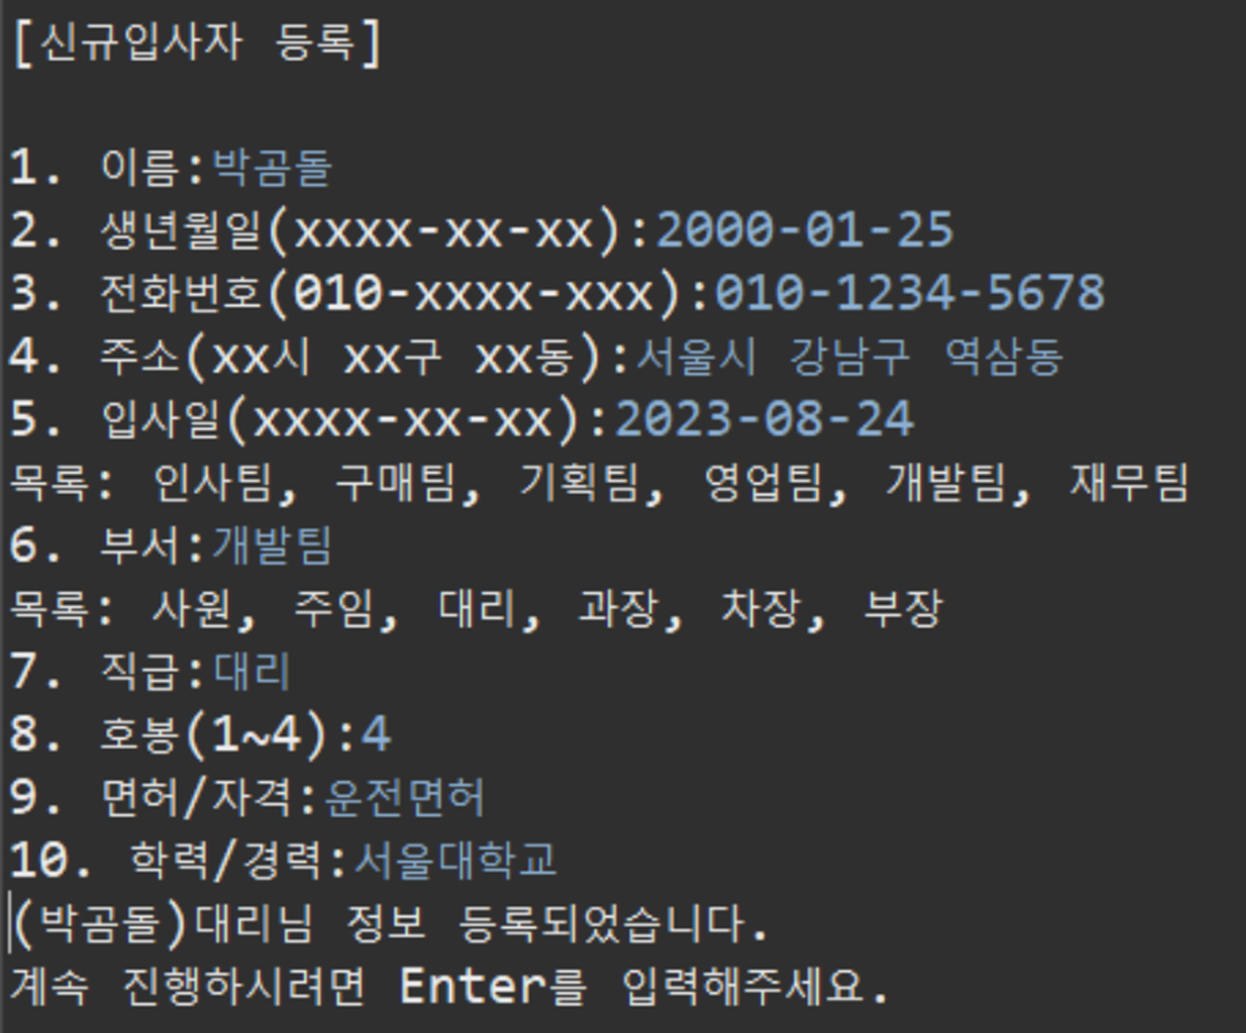 [신규입사자 등록]
1. 이름:박곰돌
2. 생년월일(xxxx-xx-xx):2000-01-25
3. 전화번호(010-xxxx-xxx):010-1234-5678
4. 주소(xx시 xx구 xx동):서울시 강남구 역삼동
5. 입사일(xxxx-xx-xx):2023-08-24
목록: 인사팀, 구매팀, 기획팀, 영업팀, 개발팀, 재무팀
6. 부서:개발팀
목록: 사원, 주임, 대리, 과장, 차장, 부장
7. 직급:대리
8. 호봉(1~4):4
9. 면허/자격:운전면허
10. 학력/경력:서울대학교
(박곰돌)대리님 정보 등록되었습니다.
계속 진행하시려면 Enter를 입력해주세요.